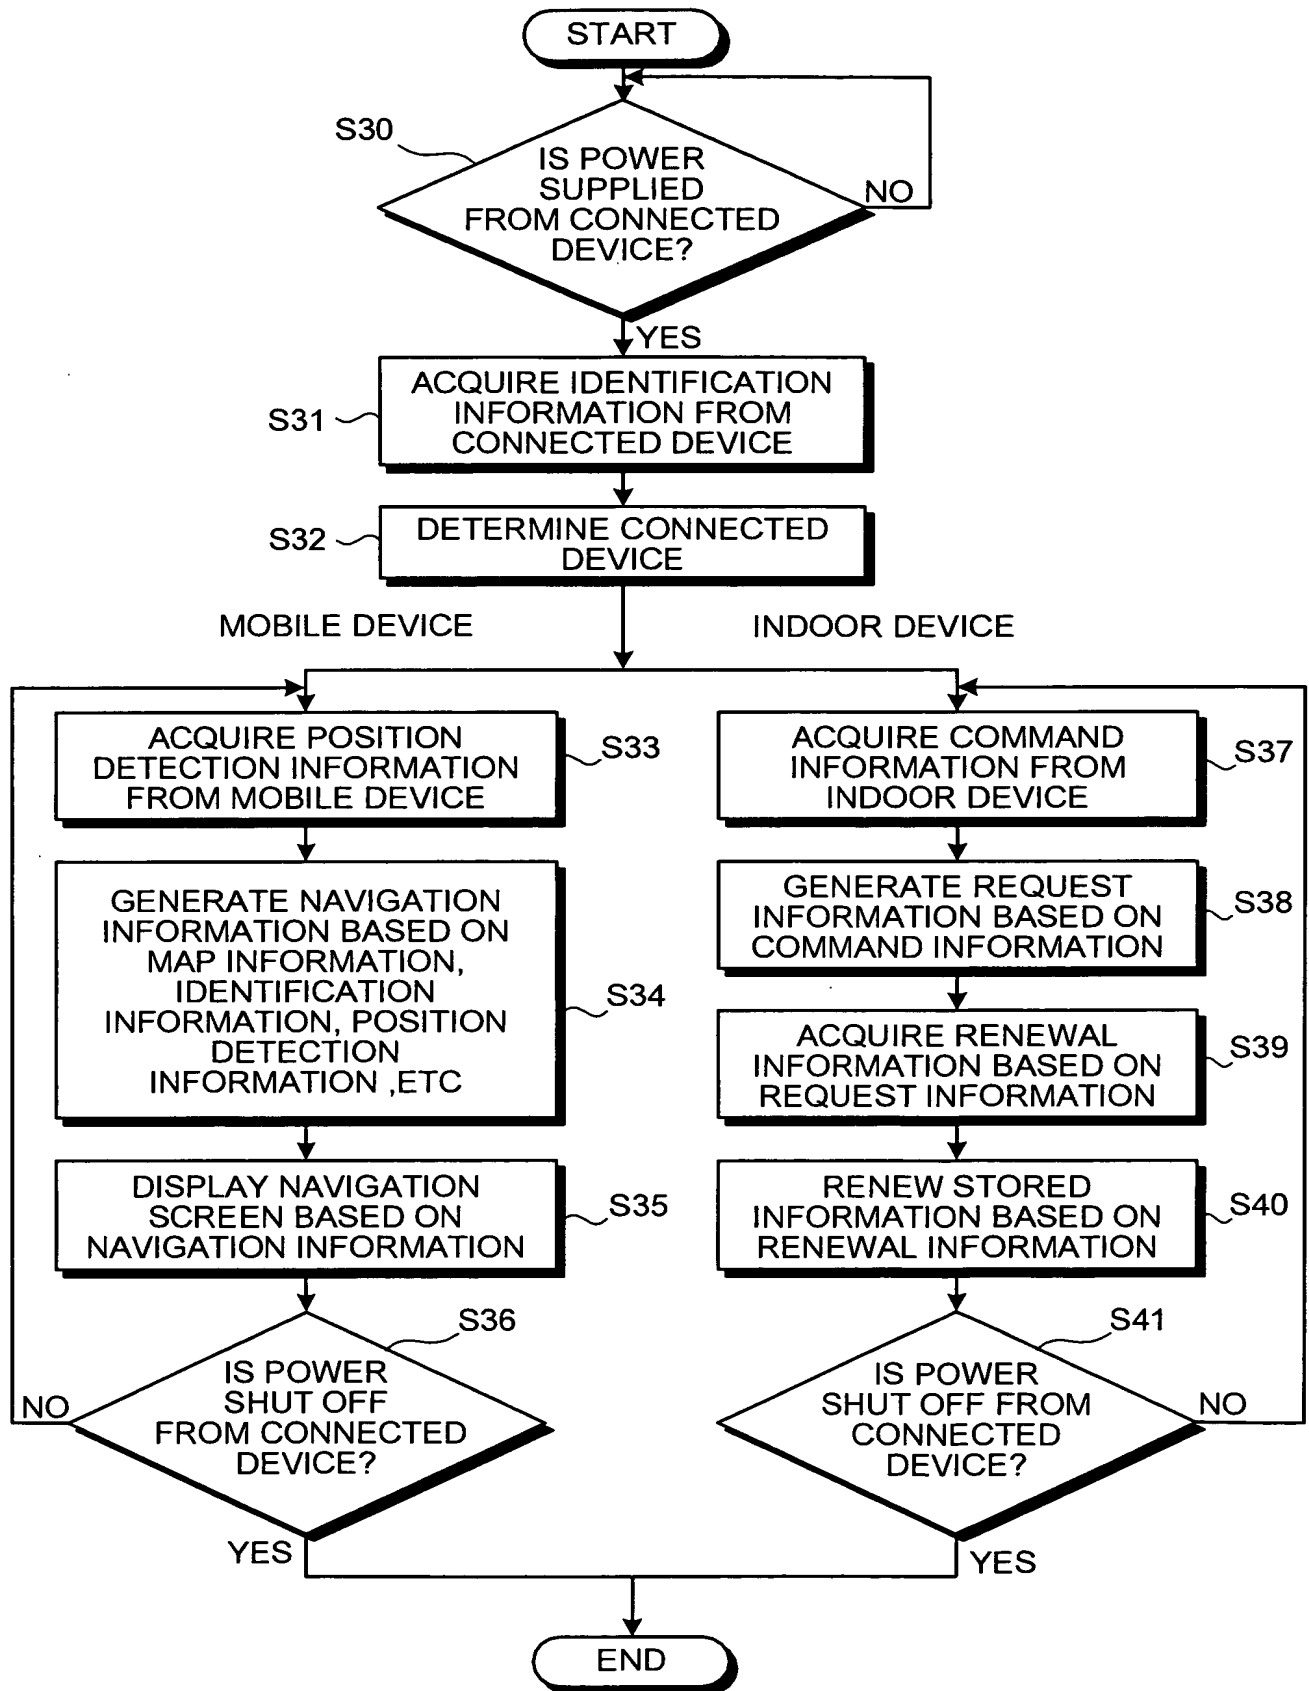 START
S30
IS POWER
SUPPLIED
FROM CONNECTED
DEVICE?
NO
YES
S31
ACQUIRE IDENTIFICATION
INFORMATION FROM
CONNECTED DEVICE
S32
DETERMINE CONNECTED
DEVICE
MOBILE DEVICE
INDOOR DEVICE
ACQUIRE POSITION
DETECTION INFORMATION
FROM MOBILE DEVICE
S33
GENERATE NAVIGATION
INFORMATION BASED ON
MAP INFORMATION,
IDENTIFICATION
INFORMATION, POSITION
DETECTION
INFORMATION ,ETC
S34
DISPLAY NAVIGATION
SCREEN BASED ON
NAVIGATION INFORMATION
S35
S36
IS POWER
SHUT OFF
FROM CONNECTED
DEVICE?
NO
YES
ACQUIRE COMMAND
INFORMATION FROM
INDOOR DEVICE
S37
GENERATE REQUEST
INFORMATION BASED ON
COMMAND INFORMATION
S38
ACQUIRE RENEWAL
INFORMATION BASED ON
REQUEST INFORMATION
S39
RENEW STORED
INFORMATION BASED ON
RENEWAL INFORMATION
S40
S41
IS POWER
SHUT OFF FROM
CONNECTED
DEVICE?
NO
YES
END